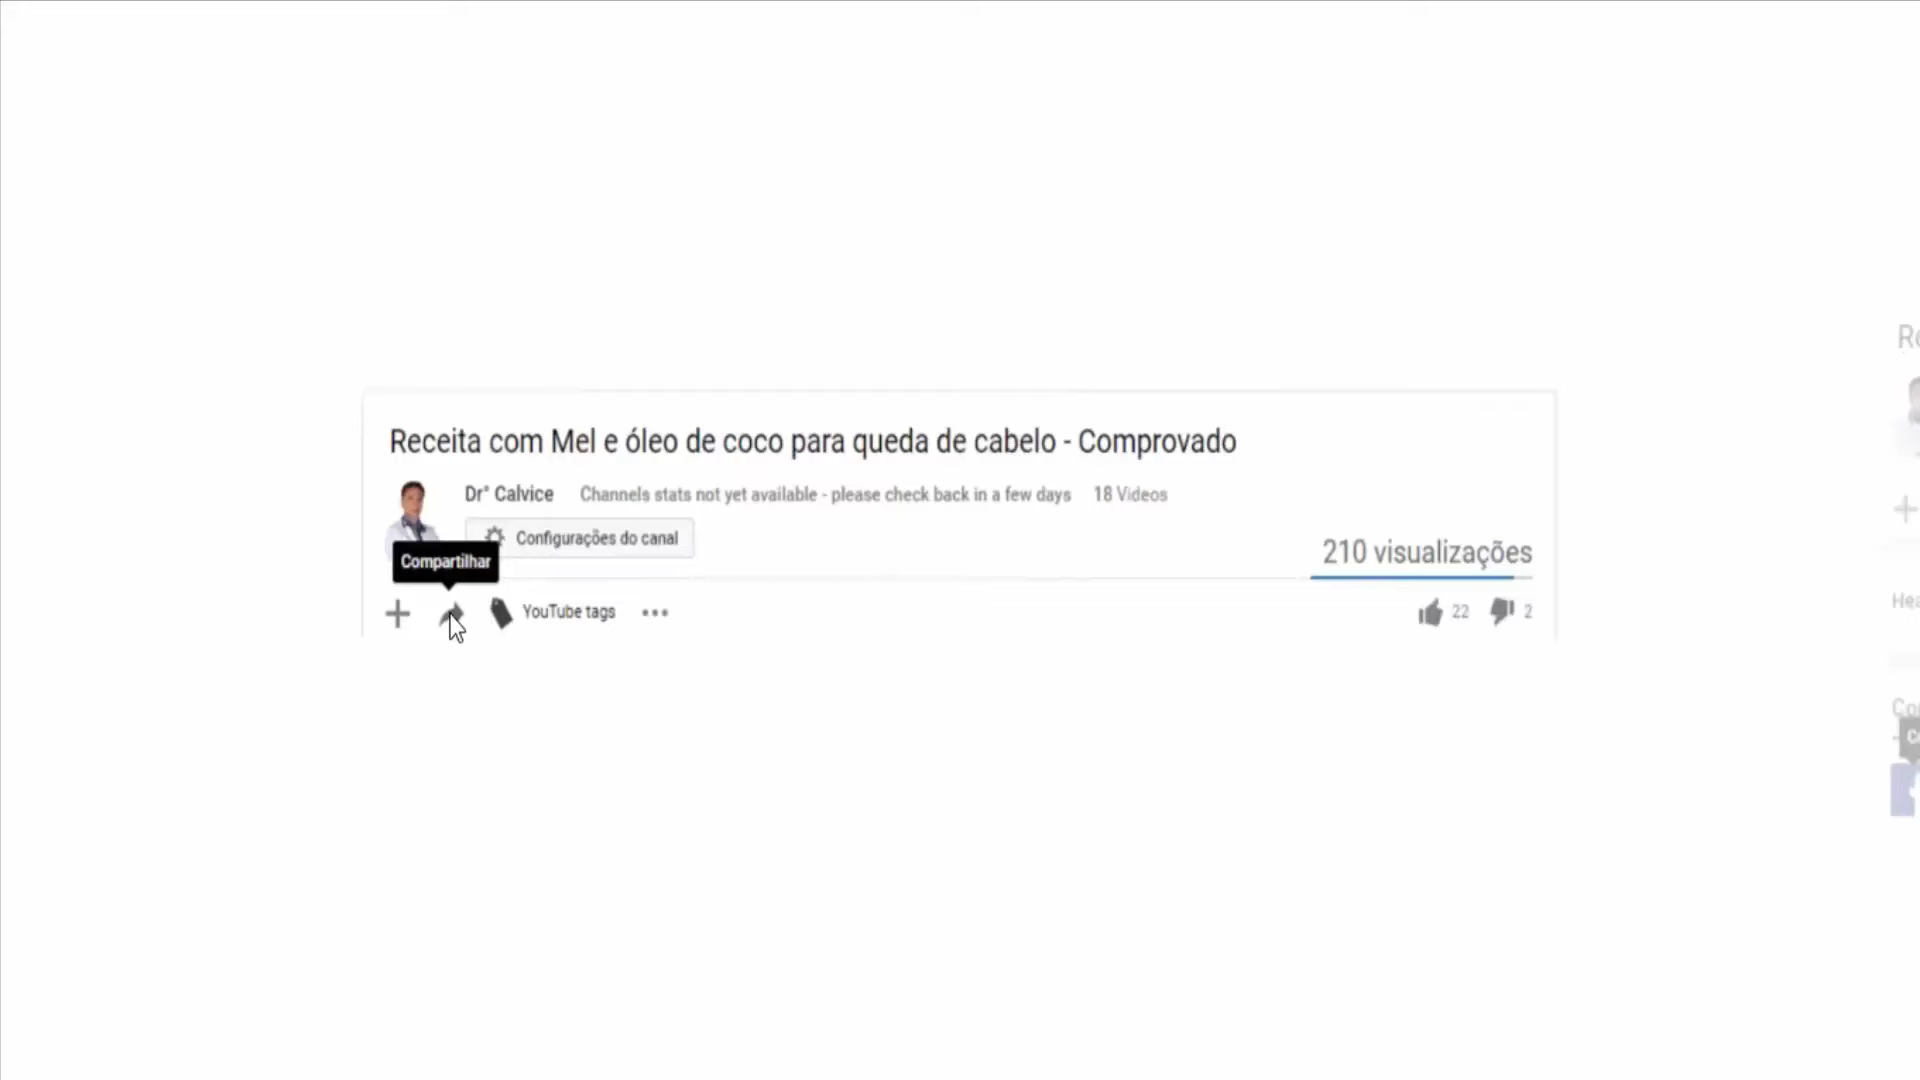 Receita com Mel e óleo de coco para queda de cabelo - Comprovado
Dr° Calvice Channels stats not yet available - please check back in a few days 18 Videos
Configurações do canal
Compartilhar
210 visualizações
YouTube tags
22
2